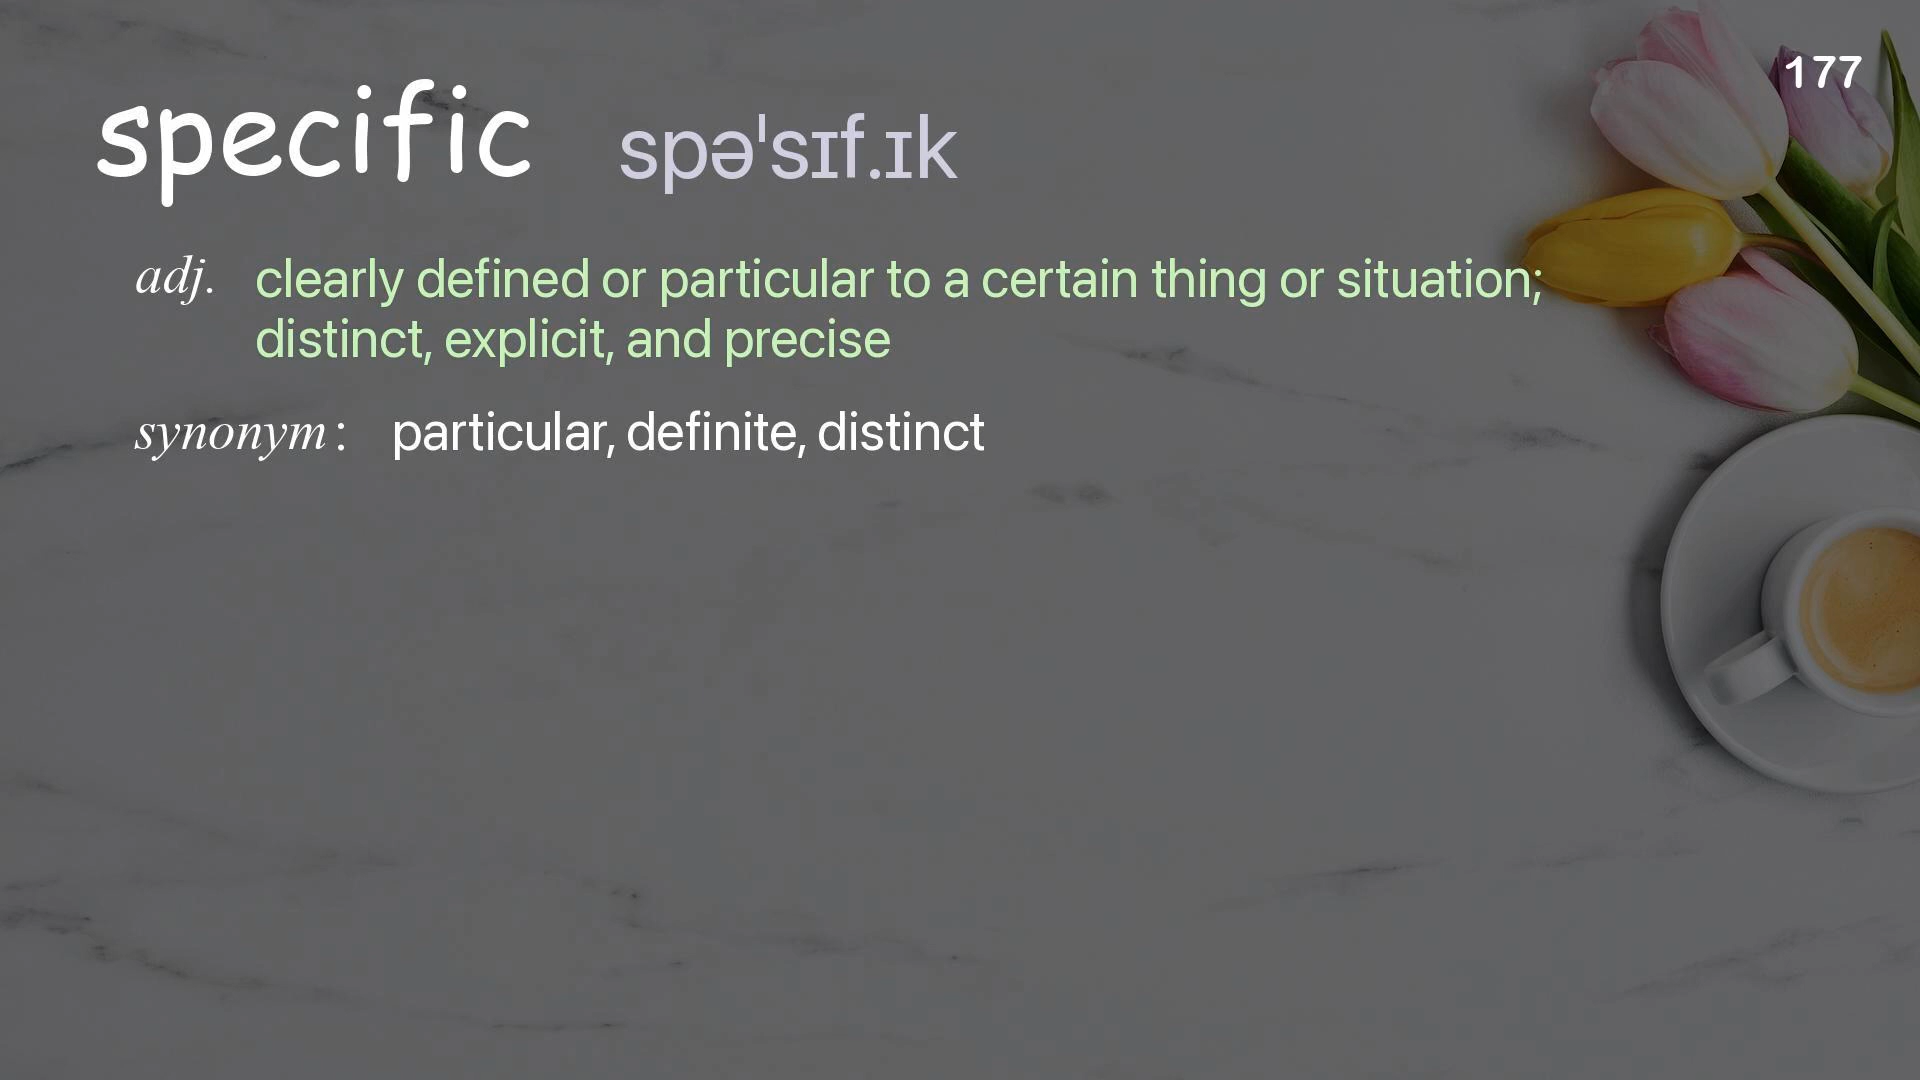 177
specific spəˈsɪf.ɪk
adj. clearly defined or particular to a certain thing or situation;
distinct, explicit, and precise
synonym: particular, definite, distinct